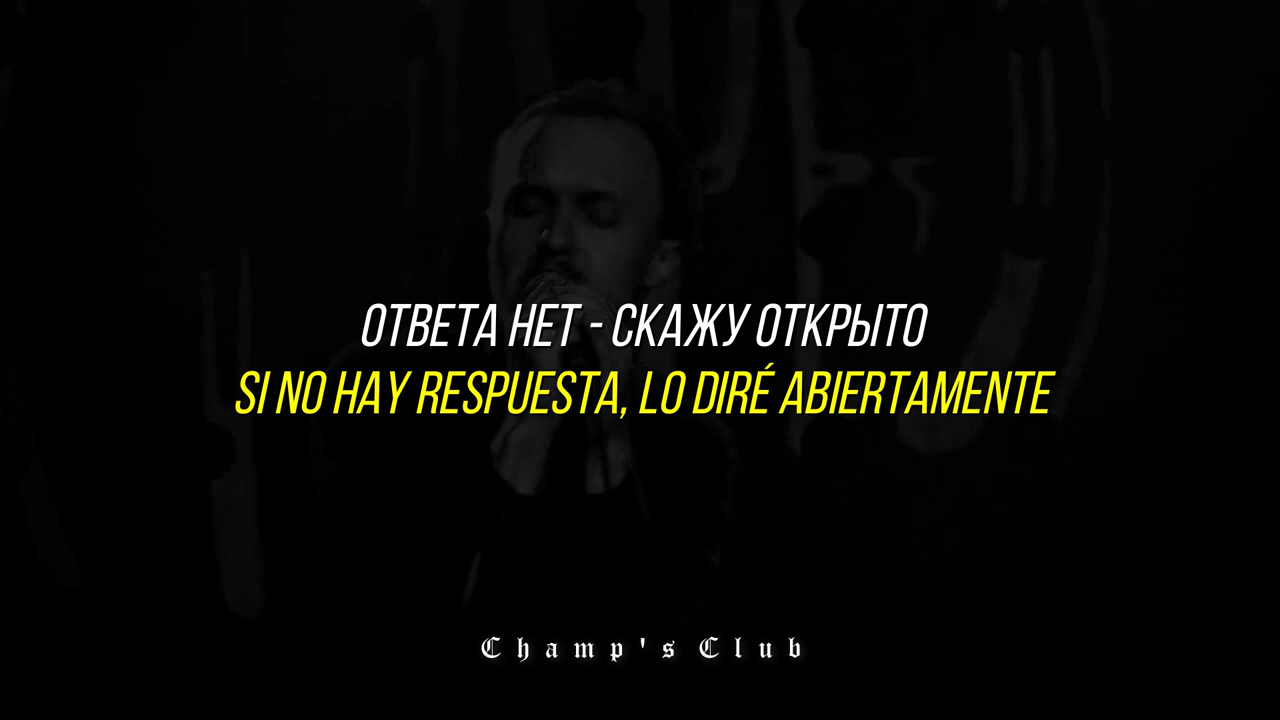 ОТВЕТА НЕТ - СКАЖУ ОТКРЫТО
SI NO HAY RESPUESTA, LO DIRÉ ABIERTAMENTE
Champ's Club